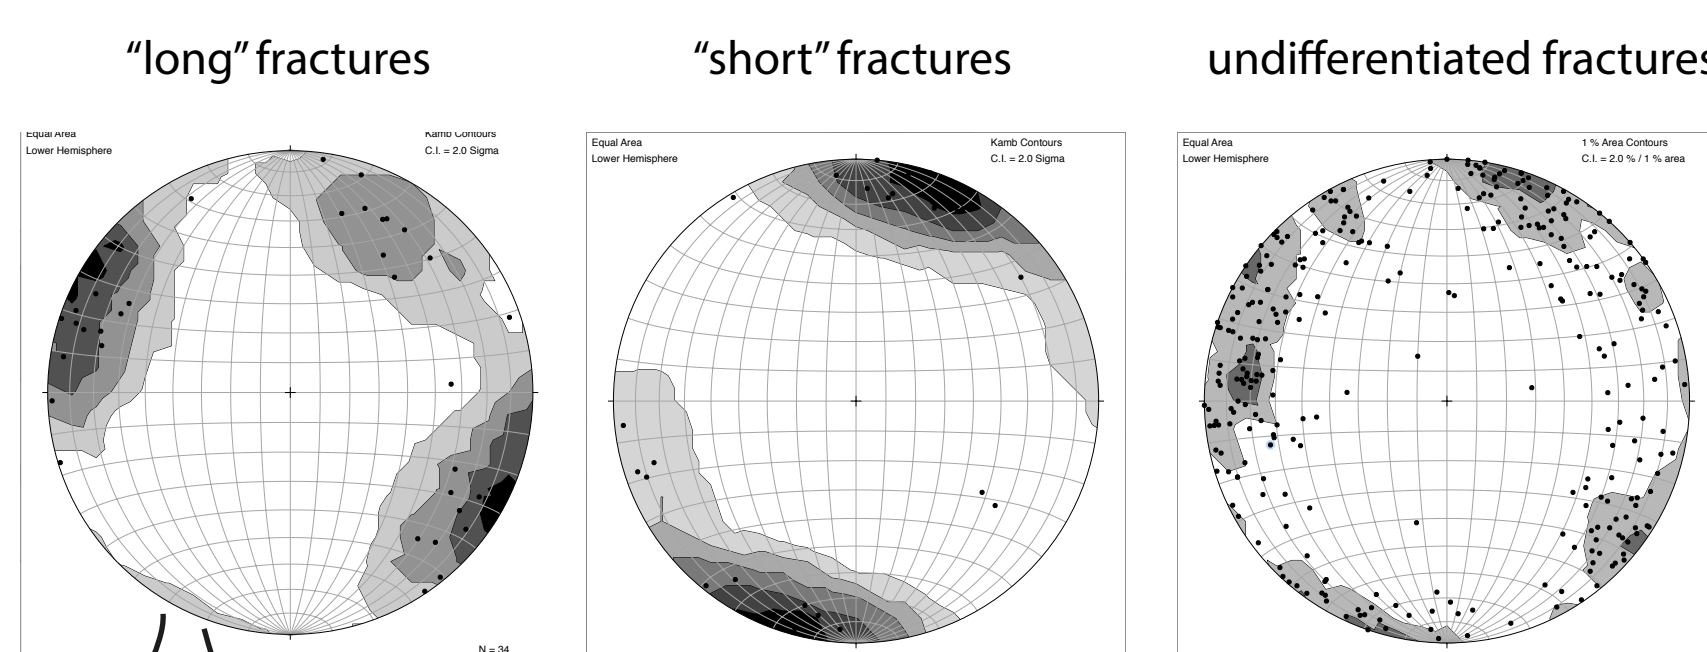 “long” fractures
“short” fractures
undifferentiated fractures
Equal Area
Lower Hemisphere
Kamb Contours
C.I. = 2.0 Sigma
N = 34
Equal Area
Lower Hemisphere
Kamb Contours
C.I. = 2.0 Sigma
Equal Area
Lower Hemisphere
1 % Area Contours
C.I. = 2.0 % / 1 % area